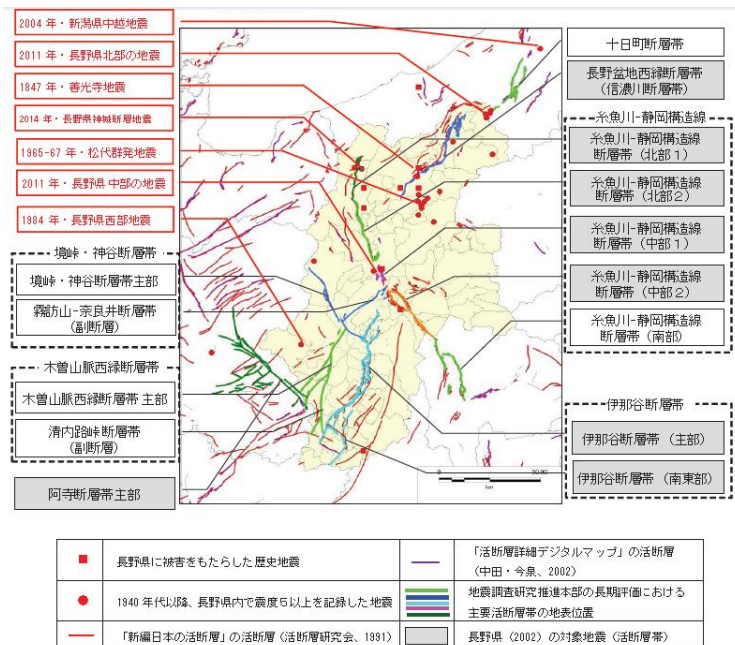 2004 年・新潟県中越地震
2011 年・長野県北部の地震
1847 年・善光寺地震
2014 年・長野県神城断層地震
1965-67 年・松代群発地震
2011 年・長野県中部の地震
1984 年・長野県西部地震
境峠・神谷断層帯
境峠・神谷断層帯主部
霧訪山-奈良井断層帯
(副断層)
木曽山脈西縁断層帯
木曽山脈西縁断層帯 主部
清内路峠断層帯
(副断層)
阿寺断層帯主部
十日町断層帯
長野盆地西縁断層帯
(信濃川断層帯)
糸魚川-静岡構造線
断層帯
糸魚川-静岡構造線
断層帯(北部1)
糸魚川-静岡構造線
断層帯(北部2)
糸魚川-静岡構造線
断層帯(中部1)
糸魚川-静岡構造線
断層帯(中部2)
糸魚川-静岡構造線
断層帯(南部)
伊那谷断層帯
伊那谷断層帯(主部)
伊那谷断層帯(南東部)
km
長野県に被害をもたらした歴史地震
「活断層詳細デジタルマップ」の活断層
(中田・今泉、2002)
1940 年代以降、長野県内で震度5以上を記録した地震
地震調査研究推進本部の長期評価における
主要活断層帯の地表位置
「新編日本の活断層」の活断層(活断層研究会、1991)
長野県(2002)の対象地震(活断層帯)